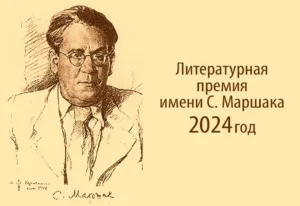 Литературная
премия
имени С. Маршака
2024 год
С. Маршак